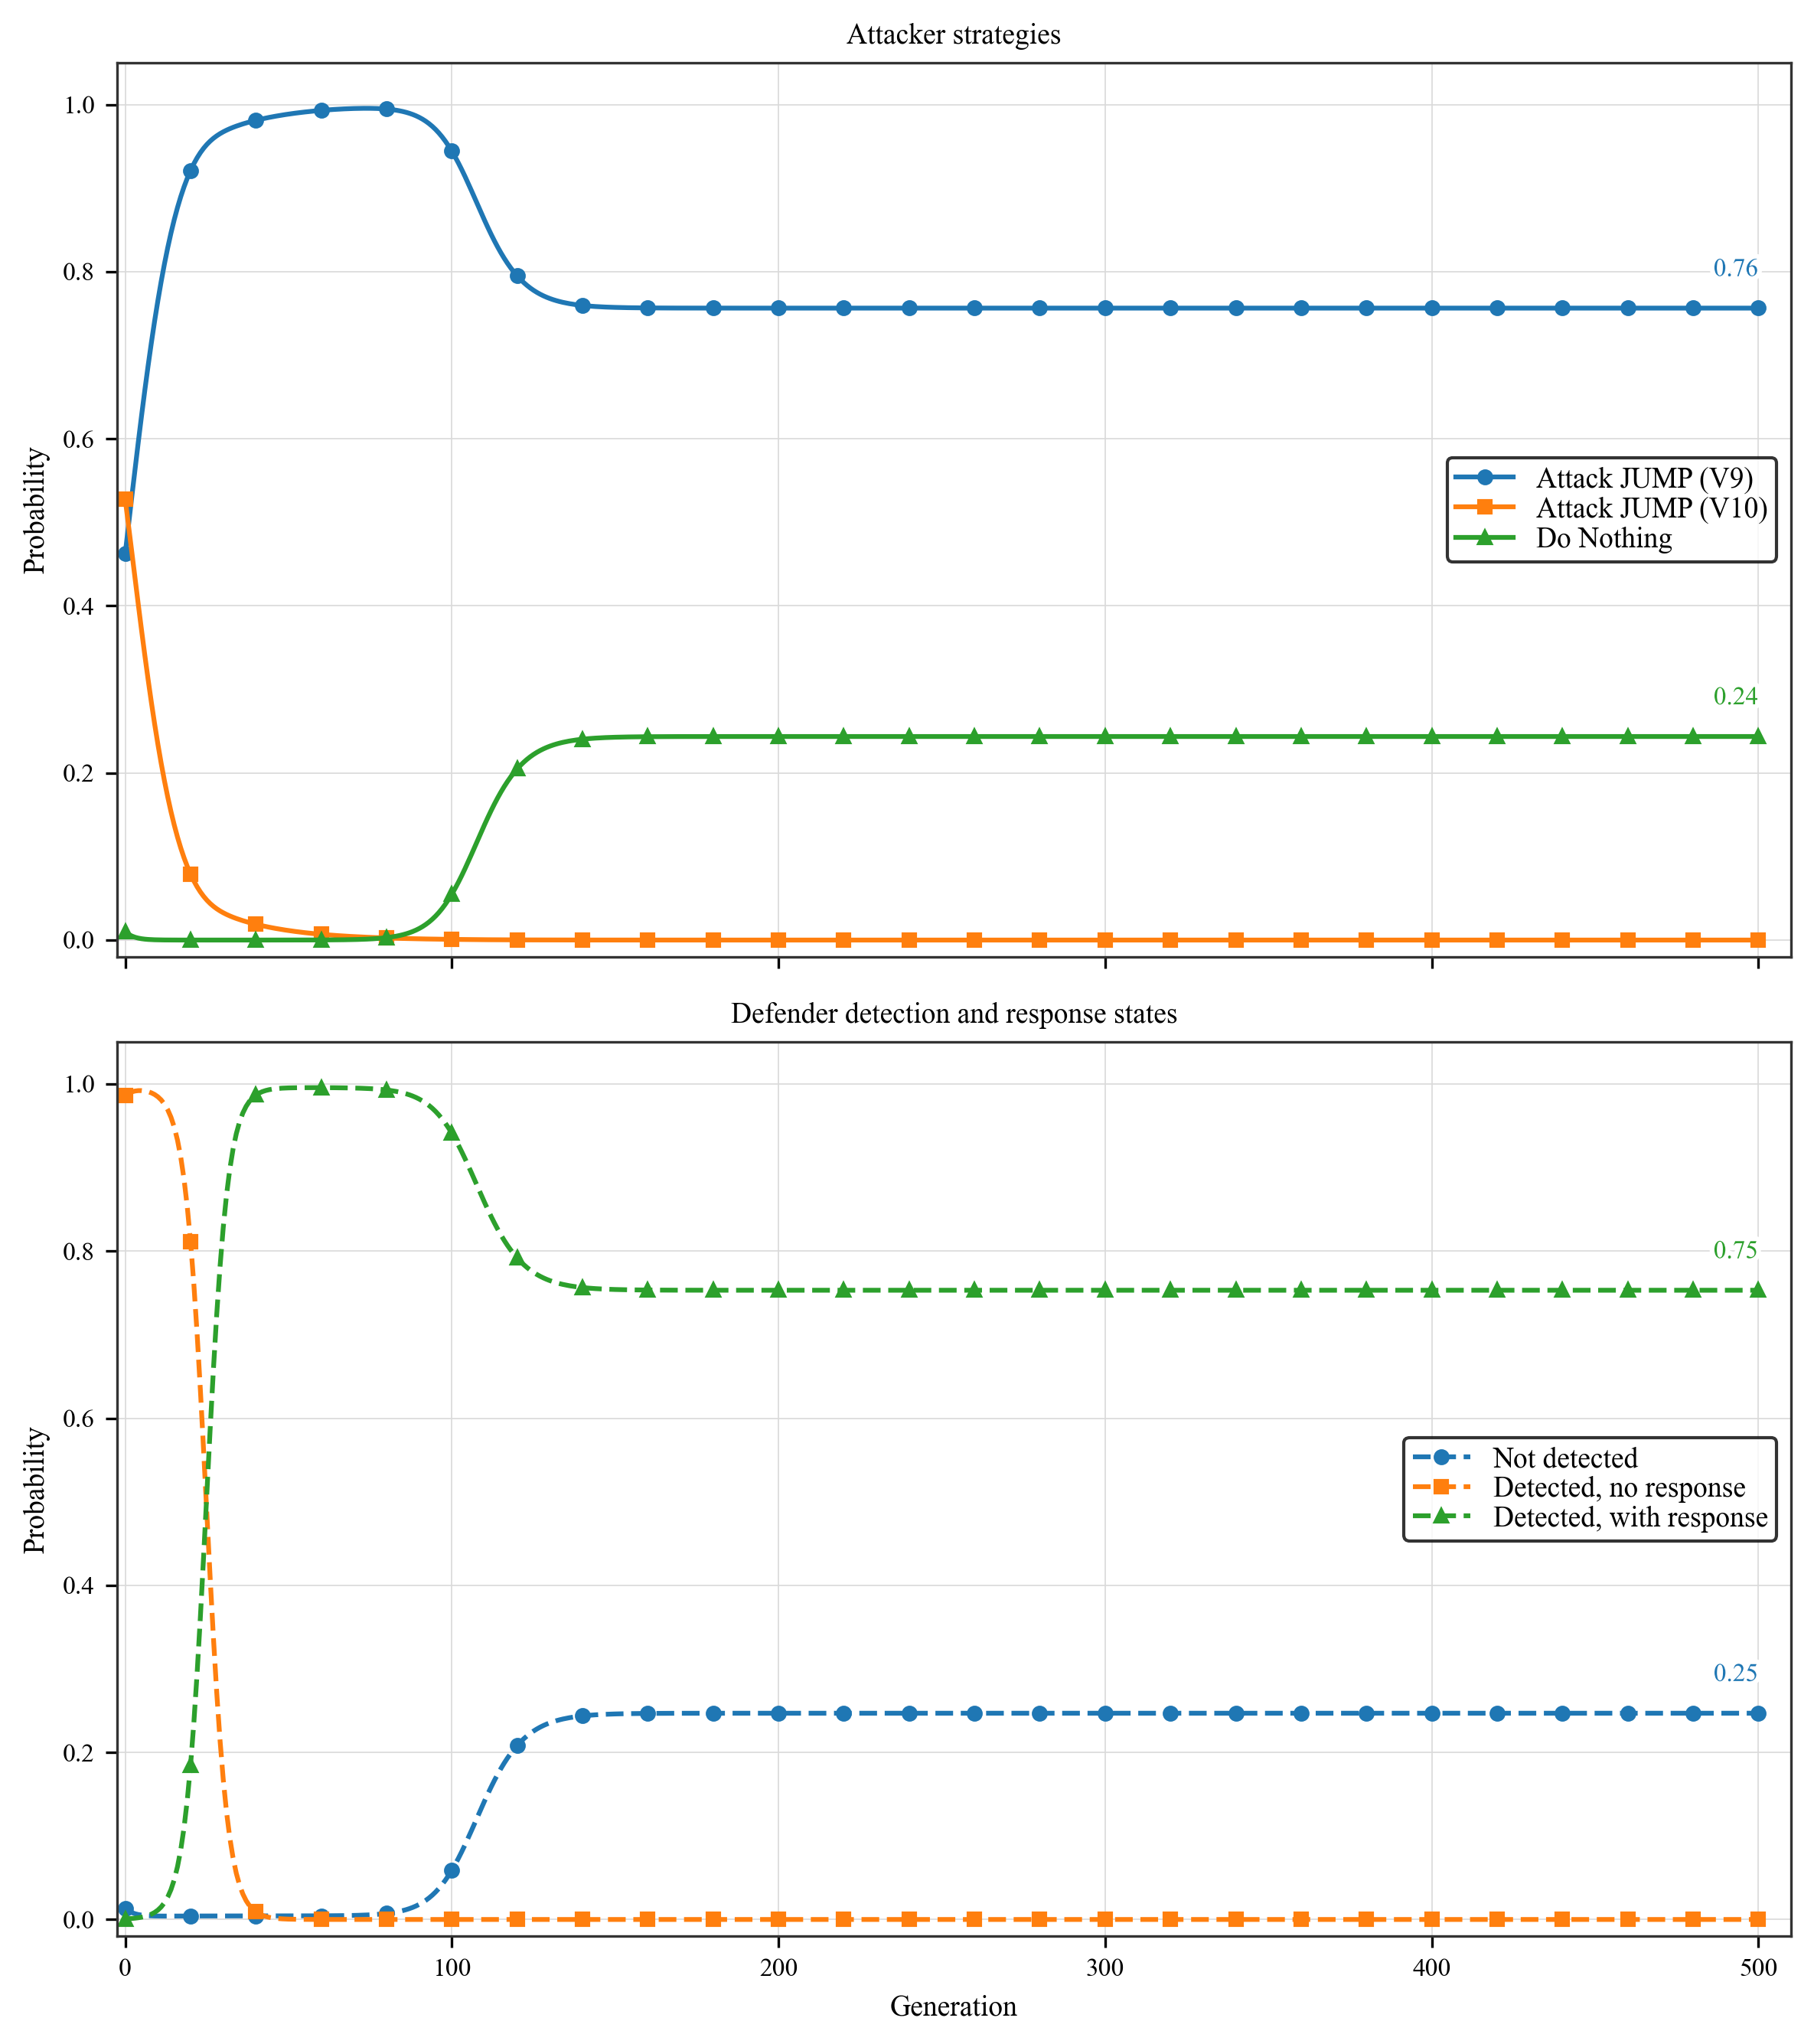 Attacker strategies
1.0
0.8
0.6
0.4
0.2
0.0
Probability
0.76
0.24
Attack JUMP (V9)
Attack JUMP (V10)
Do Nothing
Defender detection and response states
1.0
0.8
0.6
0.4
0.2
0.0
Probability
0.75
0.25
Not detected
Detected, no response
Detected, with response
0 100 200 300 400 500
Generation